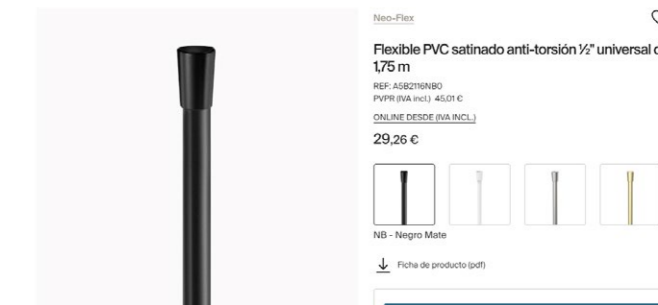 Neo-Flex
Flexible PVC satinado anti-torsión ½" universal
1,75 m
REF: A5B2116NB0
PVPR (IVA incl.) 45,01 €
ONLINE DESDE (IVA INCL.)
29,26 €
NB - Negro Mate
Ficha de producto (pdf)